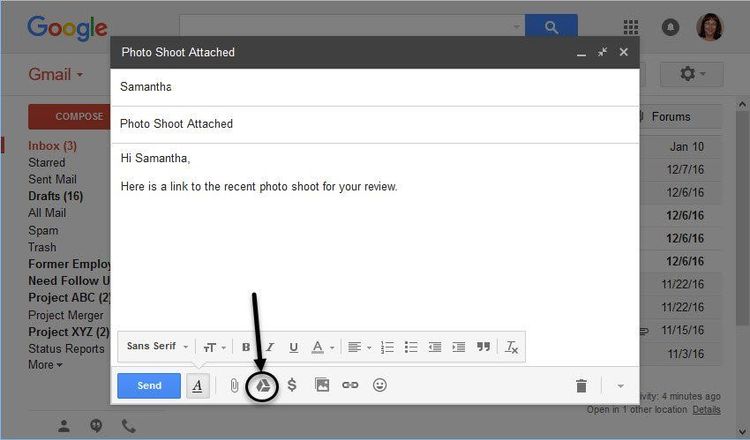 Google
Photo Shoot Attached
Gmail
Samantha
COMPOSE
Photo Shoot Attached
Forums
Inbox (3)
Hi Samantha,
Jan 10
Starred
12/7/16
Sent Mail
Here is a link to the recent photo shoot for your review.
12/6/16
Drafts (16)
All Mail
12/6/16
Spam
12/6/16
Trash
12/6/16
Former Employ
Need Follow U
11/22/16
Project ABC (2)
11/22/16
Project Merger
11/15/16
Project XYZ (2)
Sans Serif TT B I U A Tx
Status Reports
11/3/16
More
Send A $
4 minutes ago
Open in 1 other location Details